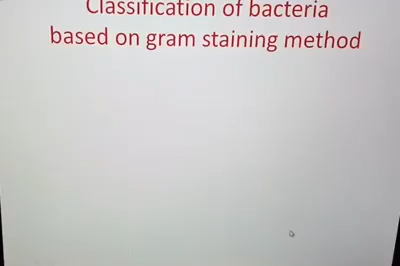 Classification of bacteria
based on gram staining method